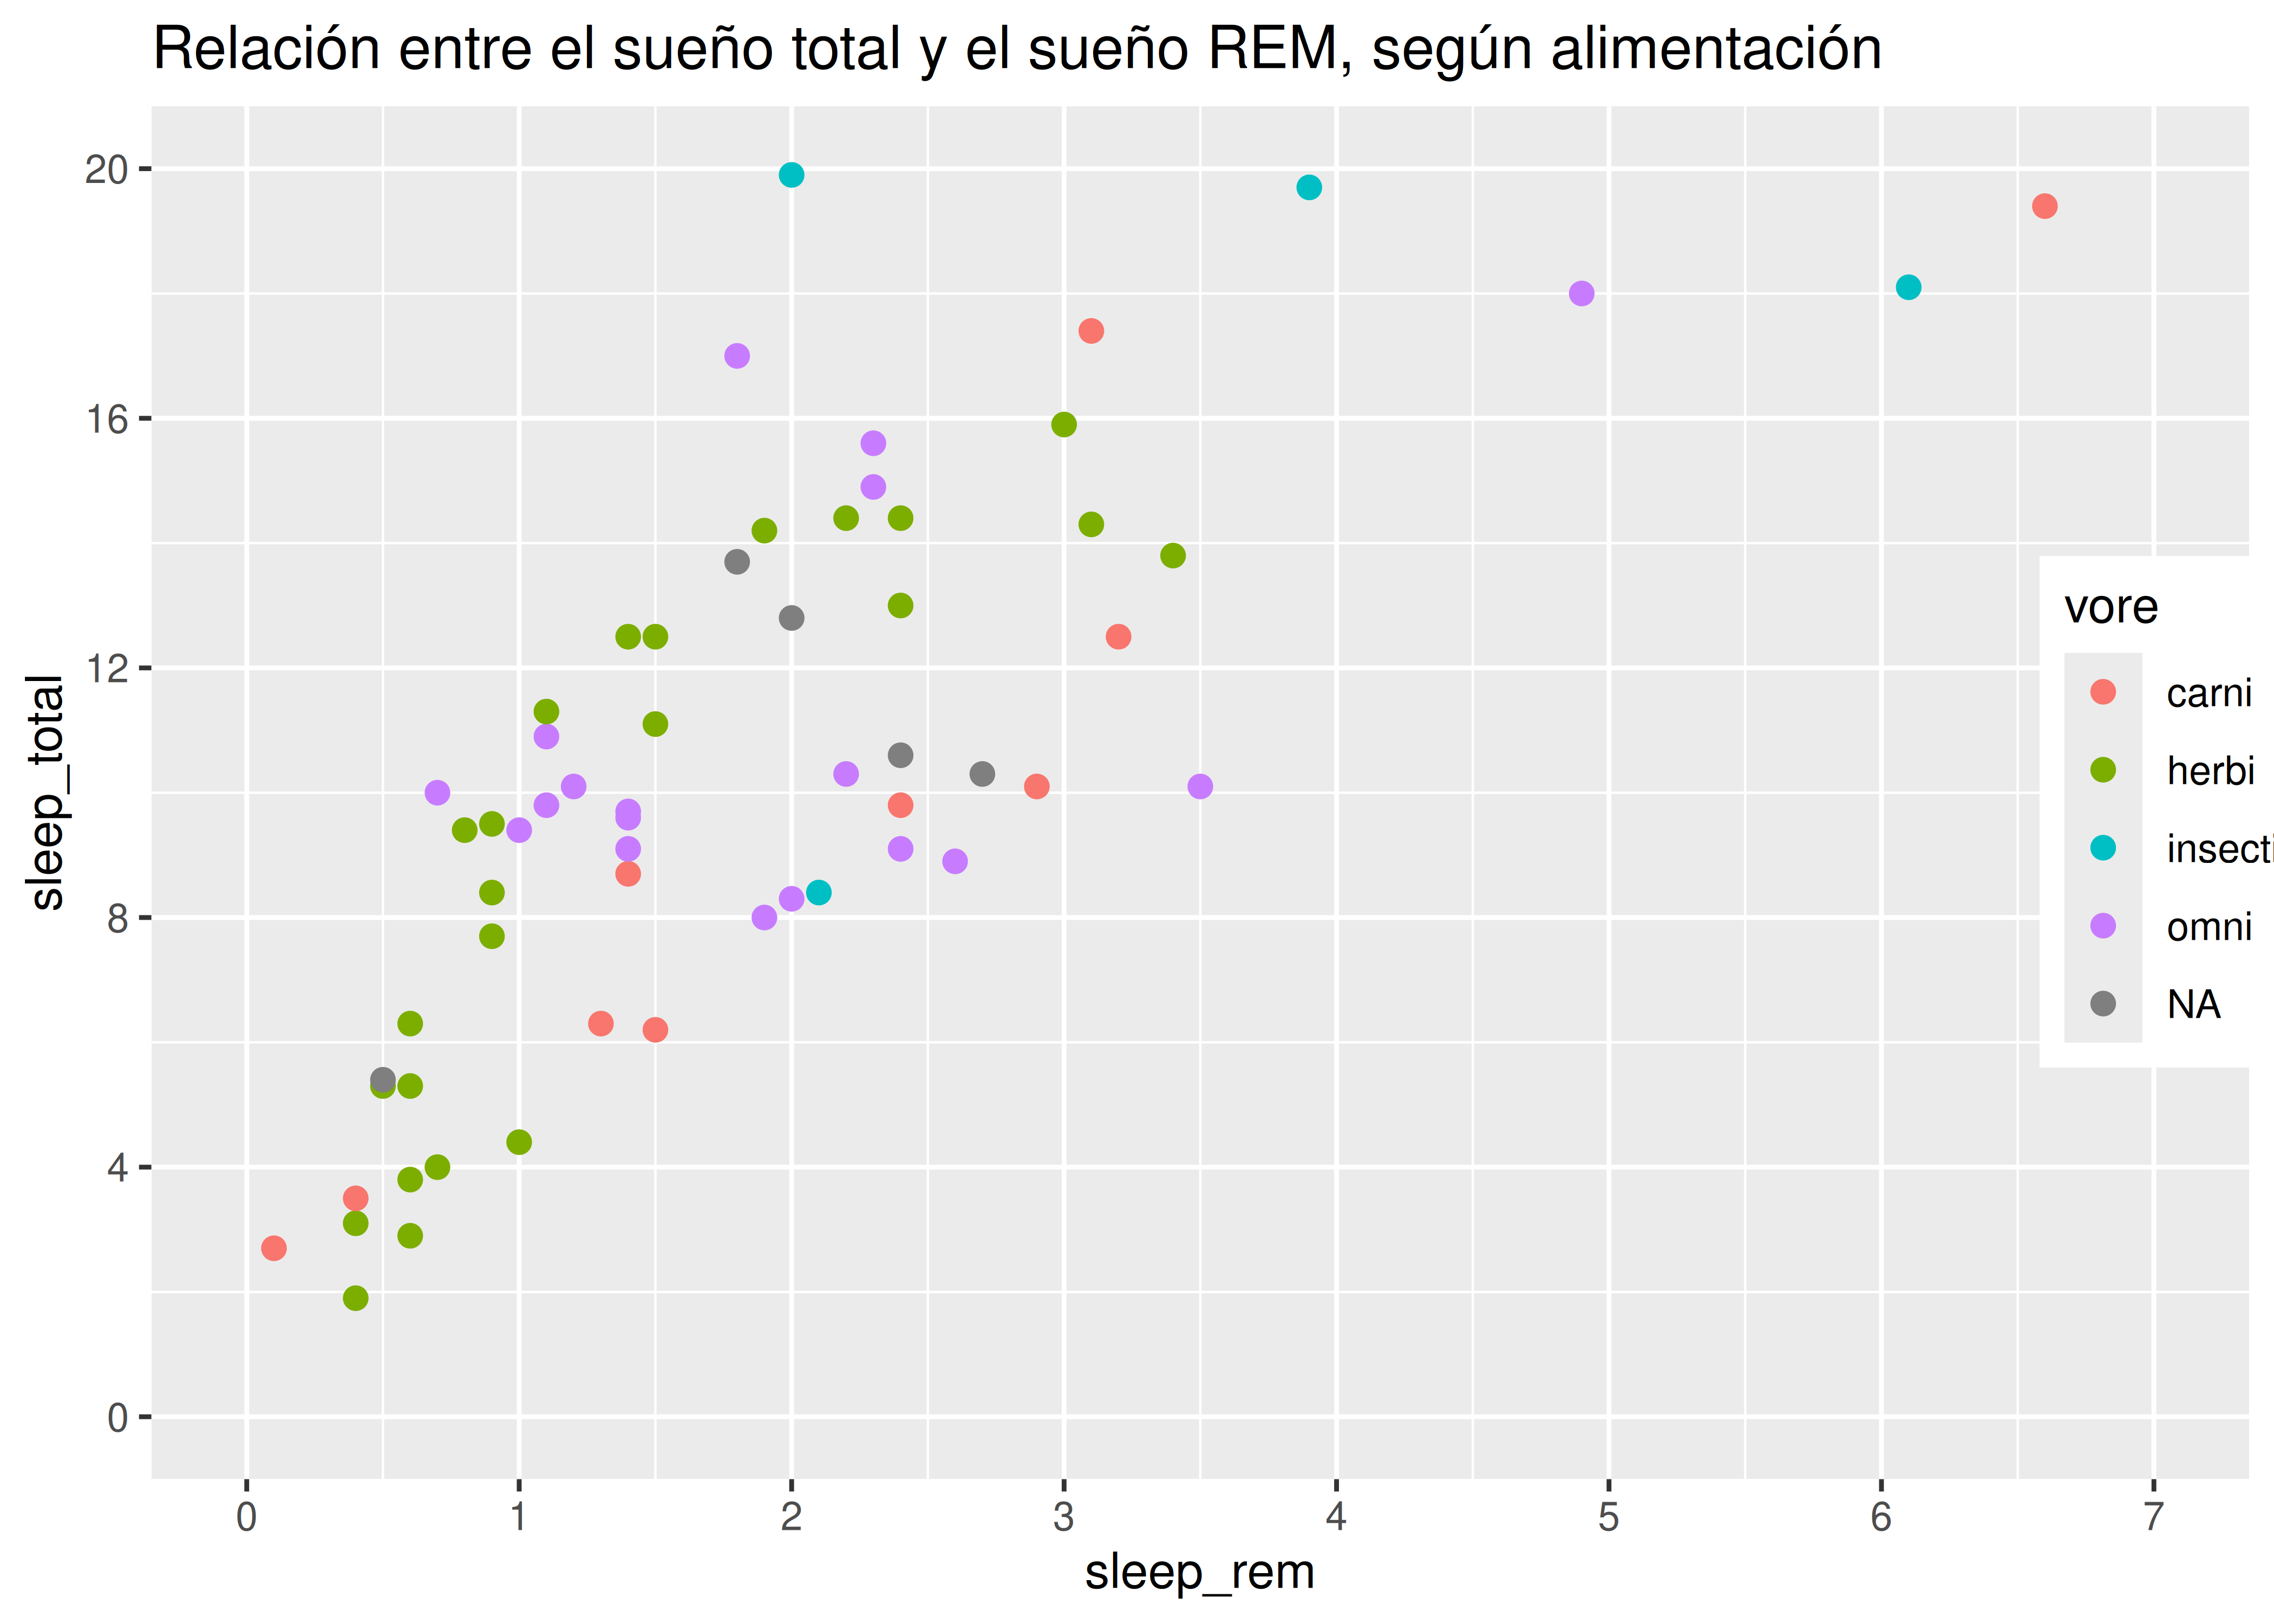 Relación entre el sueño total y el sueño REM, según alimentación
20
16
12
8
4
0
sleep_total
0 1 2 3 4 5 6 7
sleep_rem
vore
carni
herbi
insecti
omni
NA